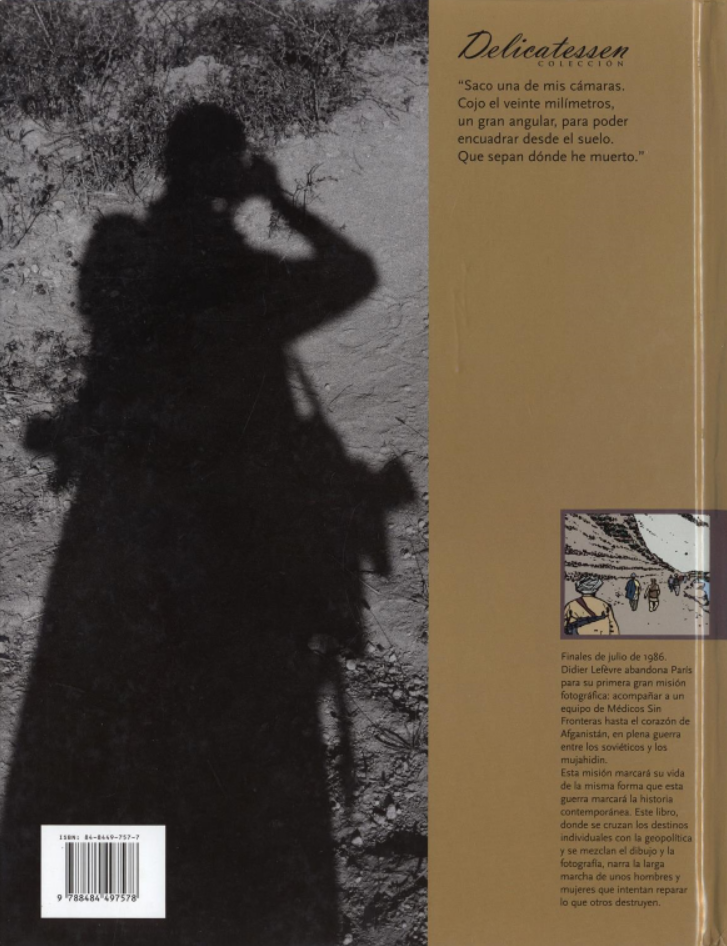 Delicatessen
COLECCIÓN
“Saco una de mis cámaras.
Cojo el veinte milímetros,
un gran angular, para poder
encuadrar desde el suelo.
Que sepan dónde he muerto.”
Finales de julio de 1986.
Didier Lefèvre abandona París
para su primera gran misión
fotográfica: acompañar a un
equipo de Médicos Sin
Fronteras hasta el corazón de
Afganistán, en plena guerra
entre los soviéticos y los
mujahidin.
Esta misión marcará su vida
de la misma forma que esta
guerra marcará la historia
contemporánea. Este libro,
donde se cruzan los destinos
individuales con la geopolítica
y se mezclan el dibujo y la
fotografía, narra la larga
marcha de unos hombres y
mujeres que intentan reparar
lo que otros destruyen.
ISBN: 84-8449-757-7
9 788484 497578